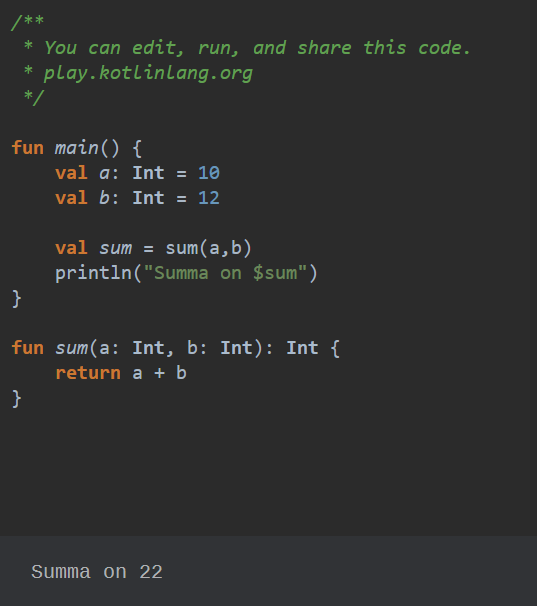 /**
 * You can edit, run, and share this code.
 * play.kotlinlang.org
 */
fun main() {
    val a: Int = 10
    val b: Int = 12
    val sum = sum(a,b)
    println("Summa on $sum")
}
fun sum(a: Int, b: Int): Int {
    return a + b
}
Summa on 22